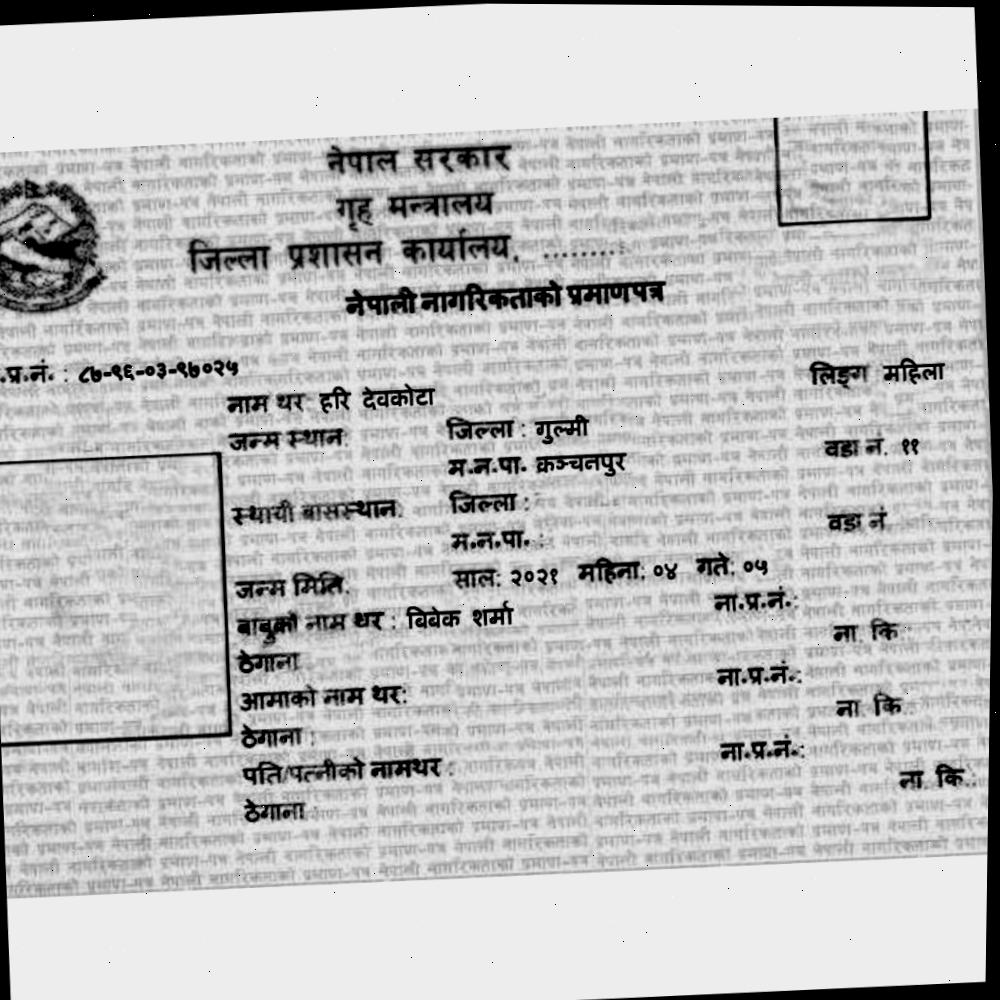 नेपाल सरकार
गृह मन्त्रालय
जिल्ला प्रशासन कार्यालय, .........
नेपाली नागरिकताको प्रमाणपत्र
.प्र.नं. : ८७-९६-०३-९७०२५
लिङ्ग महिला
नाम थर हरि देवकोटा
जन्म स्थान: जिल्ला : गुल्मी
म.न.पा. क्रञ्चनपुर वडा नं. ११
स्थायी बासस्थान: जिल्ला :
म.न.पा. : वडा नं
जन्म मिति: साल: २०२१ महिना: ०४ गते: ०५
बाबुको नाम थर : बिबेक शर्मा ना.प्र.नं.:
ठेगाना ना. कि.:
आमाको नाम थर: ना.प्र.नं.:
ठेगाना : ना. कि.:
पति/पत्नीको नामथर : ना.प्र.नं.:
ठेगाना : ना. कि.: